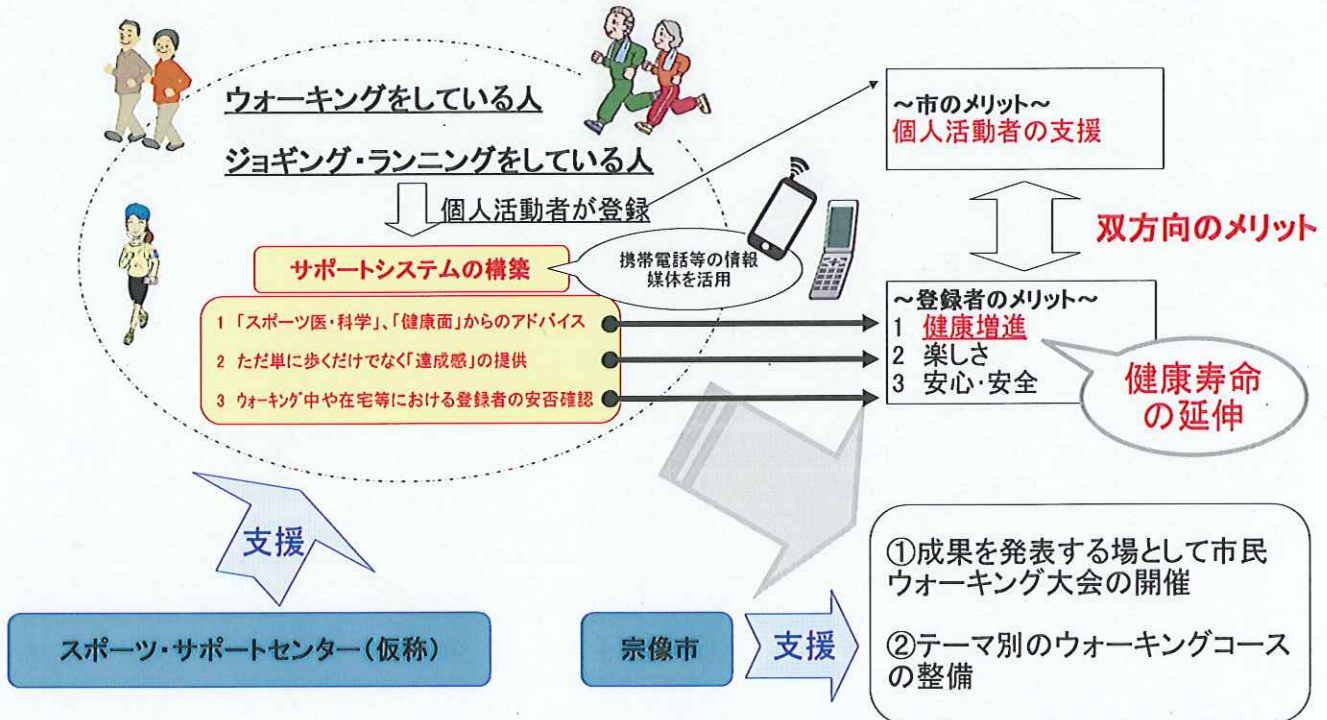 ウォーキングをしている人
ジョギング・ランニングをしている人
個人活動者が登録
サポートシステムの構築
携帯電話等の情報
媒体を活用
1 「スポーツ医・科学」、「健康面」からのアドバイス
2 ただ単に歩くだけでなく「達成感」の提供
3 ウォーキング中や在宅等における登録者の安否確認
～市のメリット～
個人活動者の支援
双方向のメリット
～登録者のメリット～
1 健康増進
2 楽しさ
3 安心・安全
健康寿命
の延伸
支援
スポーツ・サポートセンター(仮称)
宗像市
支援
①成果を発表する場として市民
ウォーキング大会の開催
②テーマ別のウォーキングコース
の整備